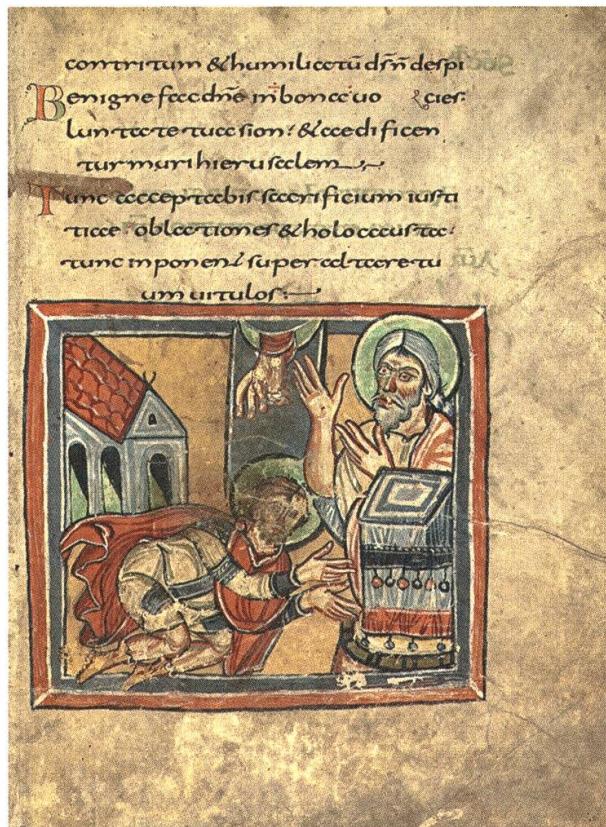 contritum & humiliatū ds̄ n̄ despi
Benigne fac dn̄e in bona uo cies:
luntate tua sion: & aedificen
tur muri hierusalem
Tunc acceptabis sacrificium iusti
tiae oblationes & holocausta:
tunc inponent super altare tu
um uitulos: